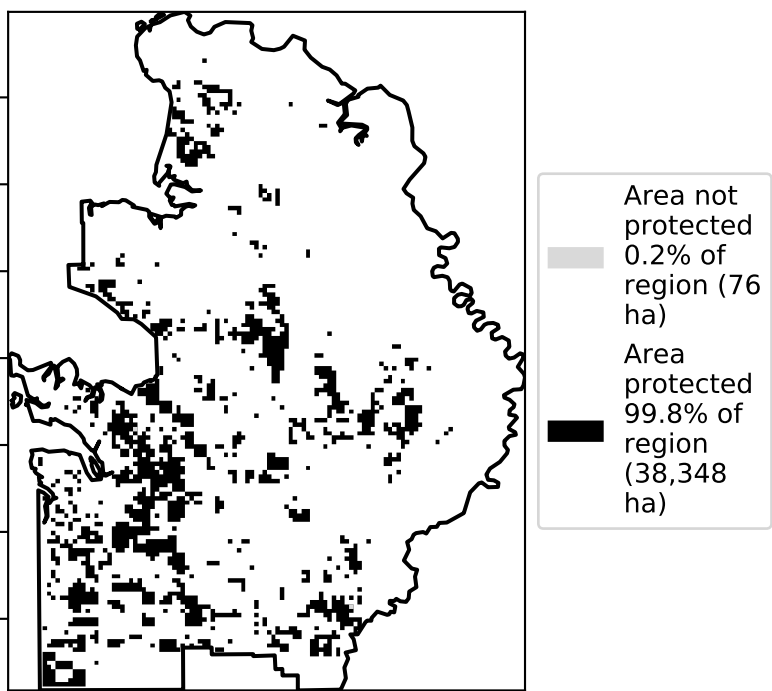 Area not
protected
0.2% of
region (76
ha)
Area
protected
99.8% of
region
(38,348
ha)